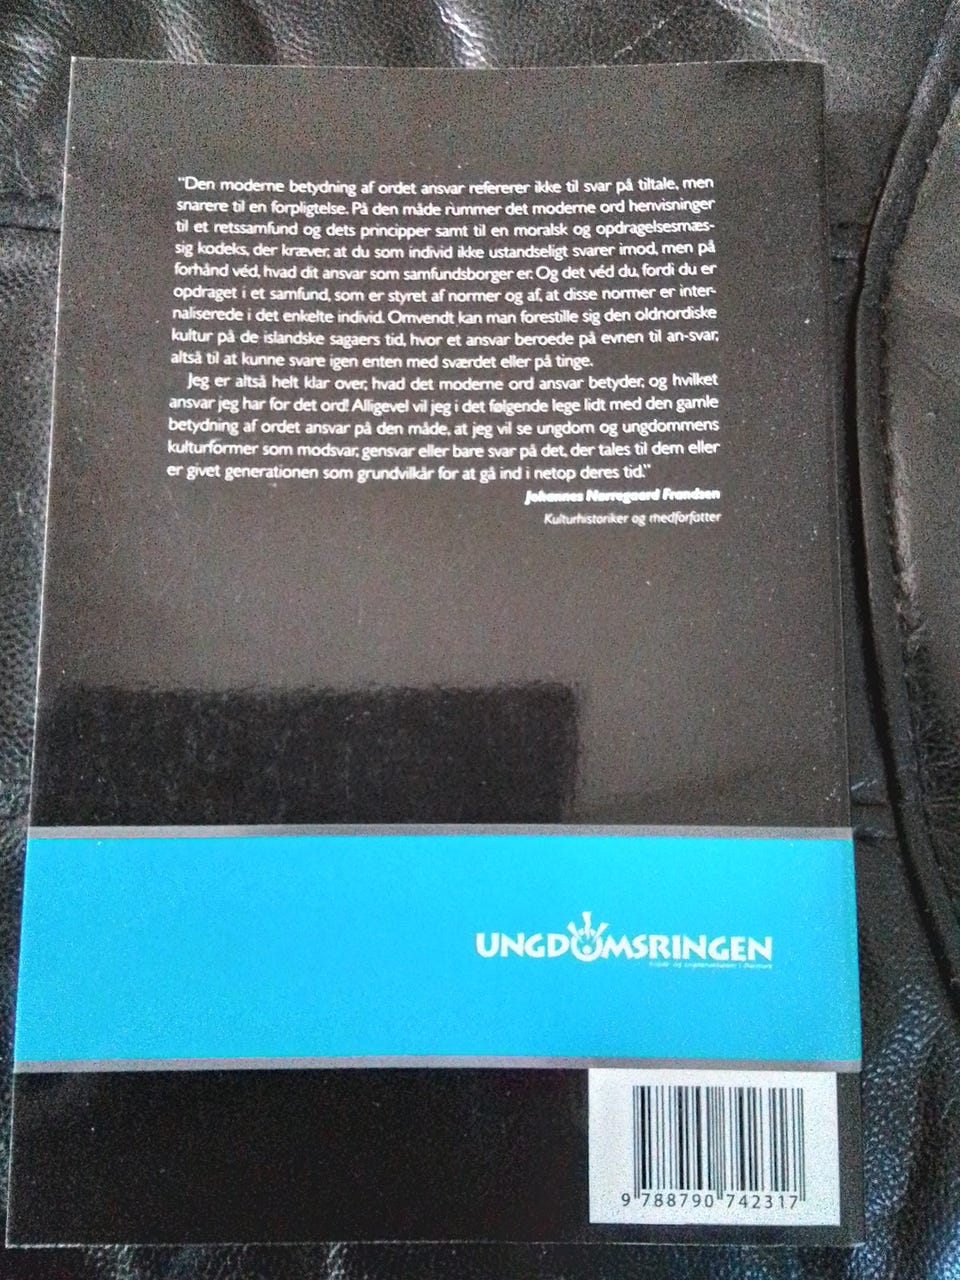 "Den moderne betydning af ordet ansvar refererer ikke til svar på tiltale, men
snarere til en forpligtelse. På den måde rummer det moderne ord henvisninger
til et retssamfund og dets principper samt til en moralsk og opdragelsesmæs-
sig kodeks, der kræver, at du som individ ikke ustandseligt svarer imod, men på
forhånd véd, hvad dit ansvar som samfundsborger er. Og det véd du, fordi du er
opdraget i et samfund, som er styret af normer og af, at disse normer er inter-
naliserede i det enkelte individ. Omvendt kan man forestille sig den oldnordiske
kultur på de islandske sagaers tid, hvor et ansvar beroede på evnen til an-svar,
altså til at kunne svare igen enten med sværdet eller på tinge.
Jeg er altså helt klar over, hvad det moderne ord ansvar betyder, og hvilket
ansvar jeg har for det ord! Alligevel vil jeg i det følgende lege lidt med den gamle
betydning af ordet ansvar på den måde, at jeg vil se ungdom og ungdommens
kulturformer som modsvar, gensvar eller bare svar på det, der tales til dem eller
er givet generationen som grundvilkår for at gå ind i netop deres tid."
Johannes Nørregaard Frandsen
Kulturhistoriker og medforfatter
UNGDOMSRINGEN
9 788790 742317